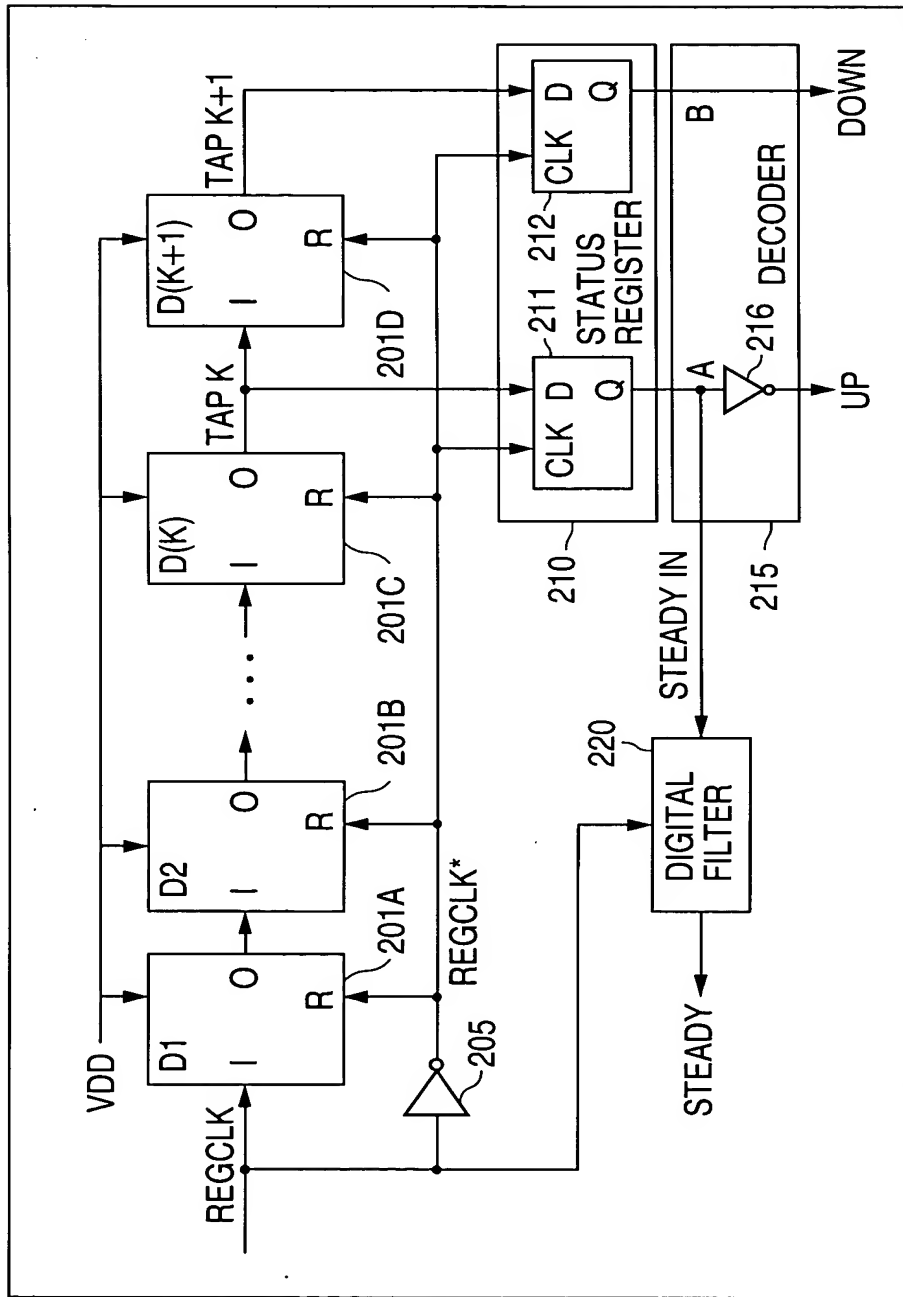 VDD
D1
I
O
R
201A
D2
I
O
R
201B
D(K)
I
O
R
201C
TAP K
D(K+1)
I
O
R
201D
TAP K+1
REGCLK
205
REGCLK*
CLK D
Q
211
STATUS
REGISTER
CLK D
Q
212
210
A
216
B
DECODER
215
UP
DOWN
STEADY IN
220
DIGITAL
FILTER
STEADY